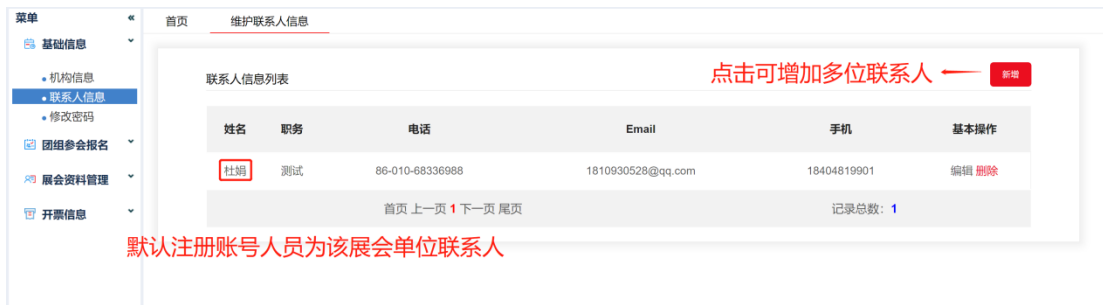 菜单 «
首页 维护联系人信息
基础信息
机构信息
联系人信息
修改密码
团组参会报名
展会资料管理
开票信息
联系人信息列表
点击可增加多位联系人
新增
姓名 职务 电话 Email 手机 基本操作
杜娟 测试 86-010-68336988 1810930528@qq.com 18404819901 编辑 删除
首页 上一页 1 下一页 尾页 记录总数：1
默认注册账号人员为该展会单位联系人